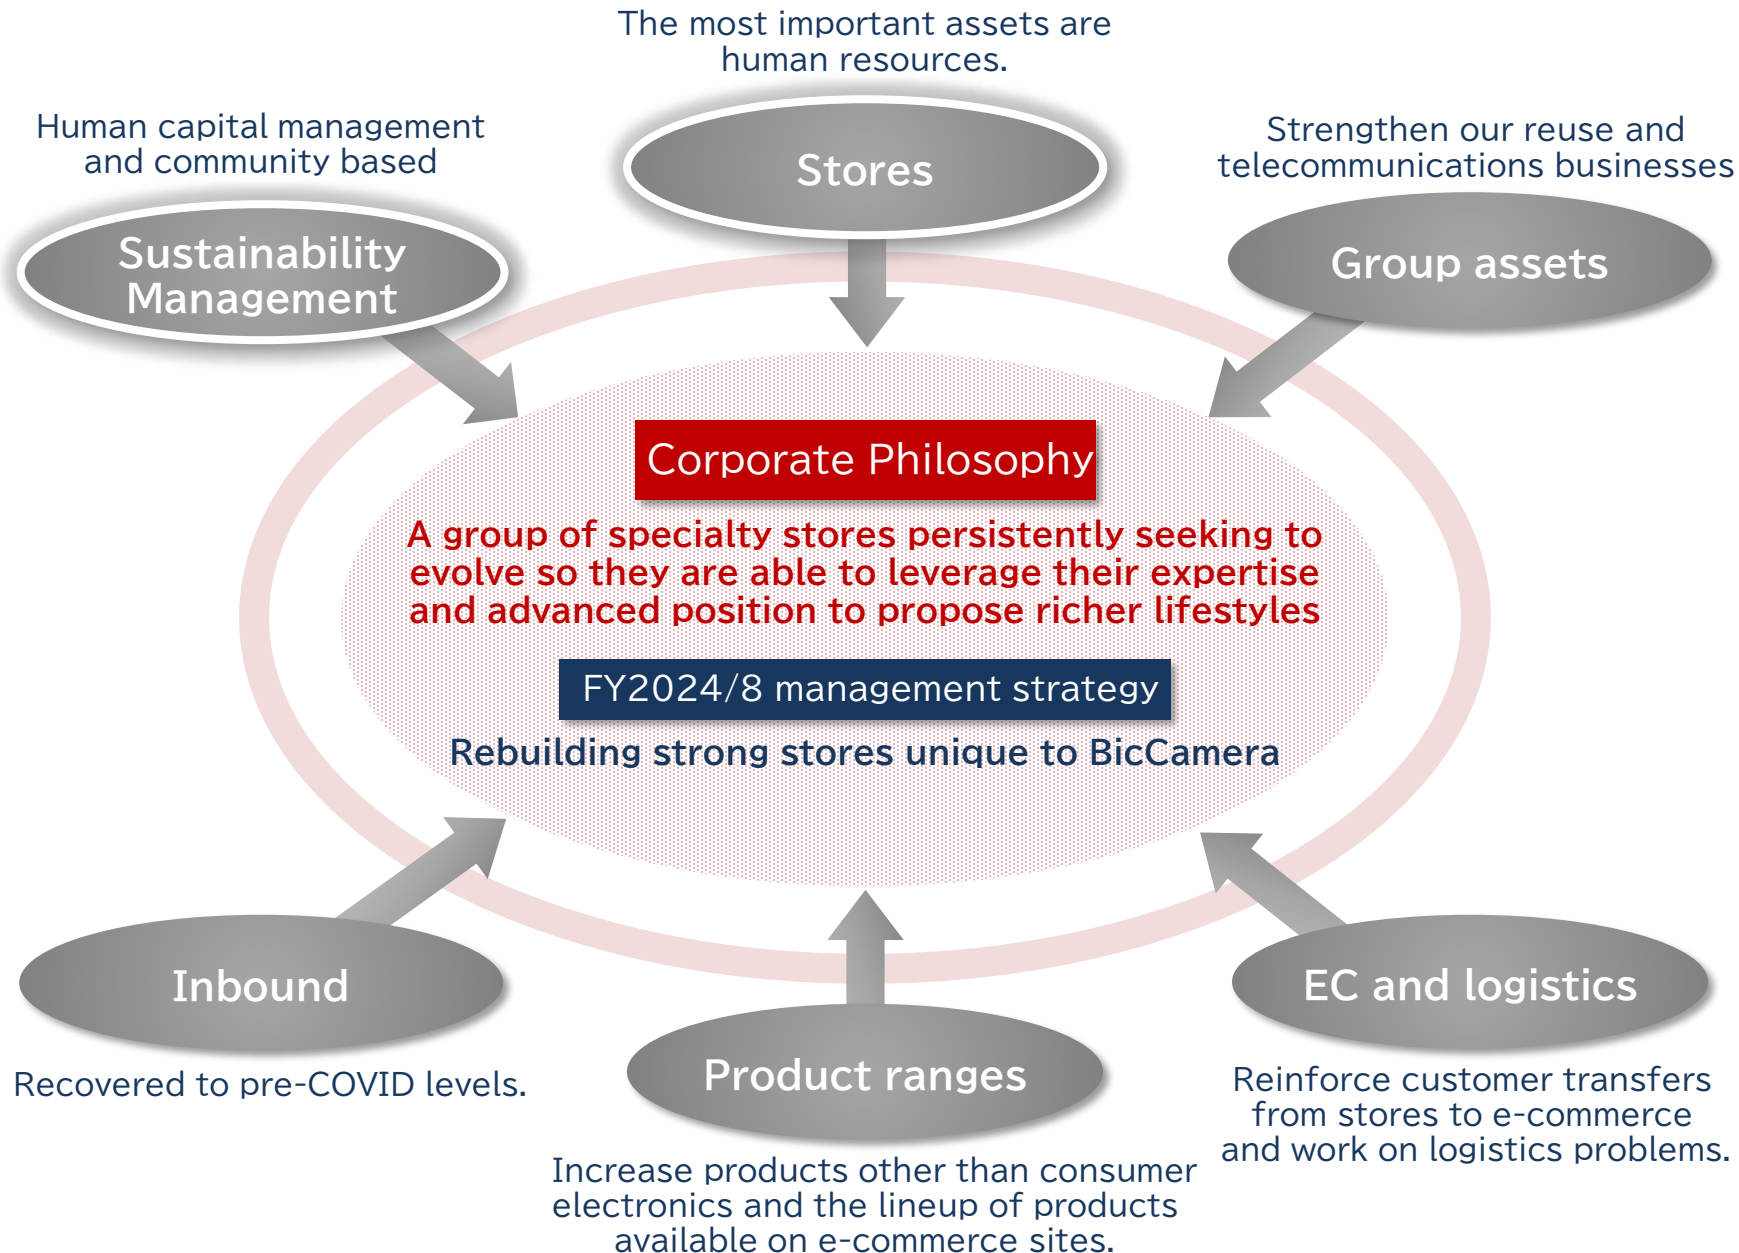 The most important assets are
human resources.
Stores
Human capital management
and community based
Sustainability
Management
Strengthen our reuse and
telecommunications businesses
Group assets
Corporate Philosophy
A group of specialty stores persistently seeking to
evolve so they are able to leverage their expertise
and advanced position to propose richer lifestyles
FY2024/8 management strategy
Rebuilding strong stores unique to BicCamera
Inbound
Recovered to pre-COVID levels.
Product ranges
Increase products other than consumer
electronics and the lineup of products
available on e-commerce sites.
EC and logistics
Reinforce customer transfers
from stores to e-commerce
and work on logistics problems.